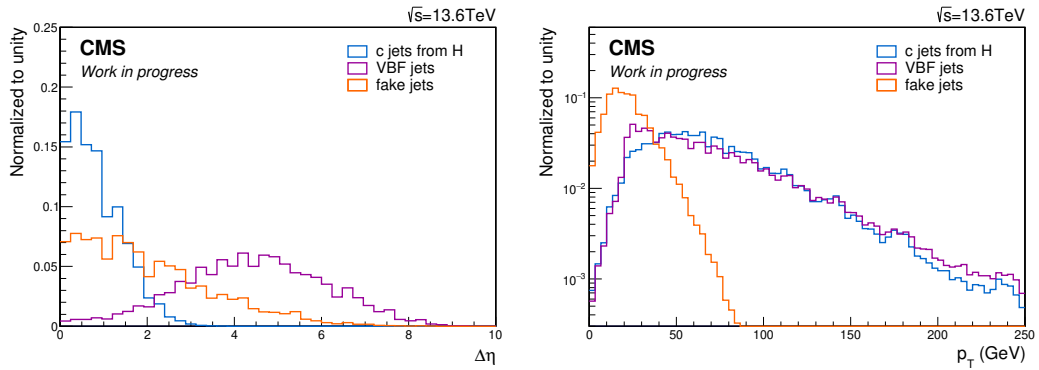 √s=13.6TeV
Normalized to unity
CMS
Work in progress
c jets from H
VBF jets
fake jets
0.25
0.2
0.15
0.1
0.05
0
0 2 4 6 8 10
Δη
√s=13.6TeV
Normalized to unity
CMS
Work in progress
c jets from H
VBF jets
fake jets
10⁻¹
10⁻²
10⁻³
0 50 100 150 200 250
p_T (GeV)